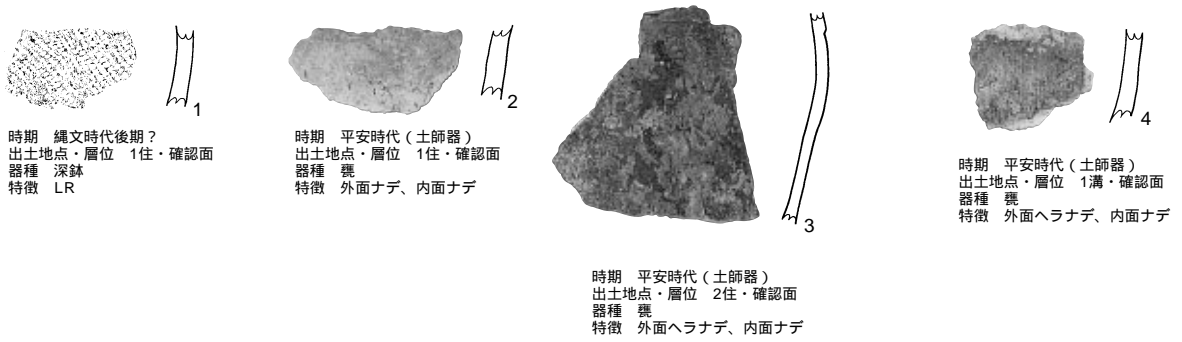 1
時期　縄文時代後期？
出土地点・層位　1住・確認面
器種　深鉢
特徴　LR
2
時期　平安時代（土師器）
出土地点・層位　1住・確認面
器種　甕
特徴　外面ナデ、内面ナデ
3
時期　平安時代（土師器）
出土地点・層位　2住・確認面
器種　甕
特徴　外面ヘラナデ、内面ナデ
4
時期　平安時代（土師器）
出土地点・層位　1溝・確認面
器種　甕
特徴　外面ヘラナデ、内面ナデ